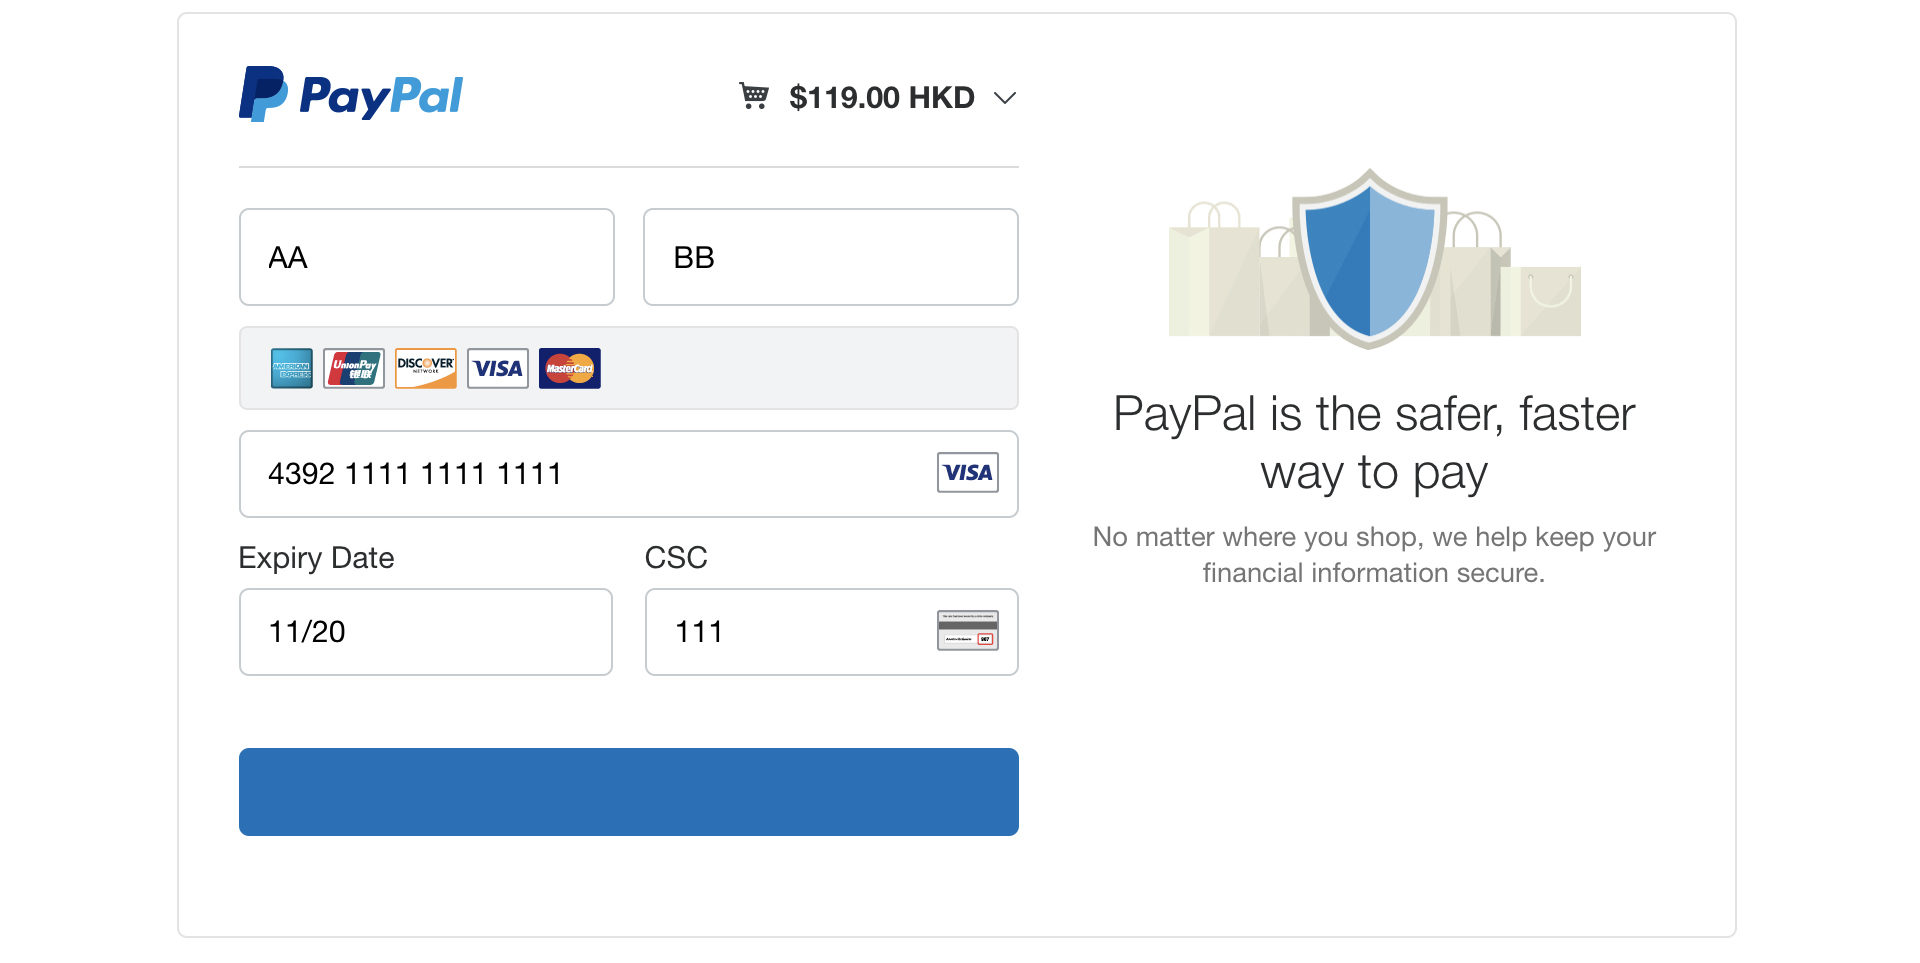 PayPal
$119.00 HKD
AA
BB
AMERICAN EXPRESS
UnionPay 银联
DISCOVER NETWORK
VISA
MasterCard
4392 1111 1111 1111
VISA
Expiry Date
CSC
11/20
111
PayPal is the safer, faster
way to pay
No matter where you shop, we help keep your
financial information secure.